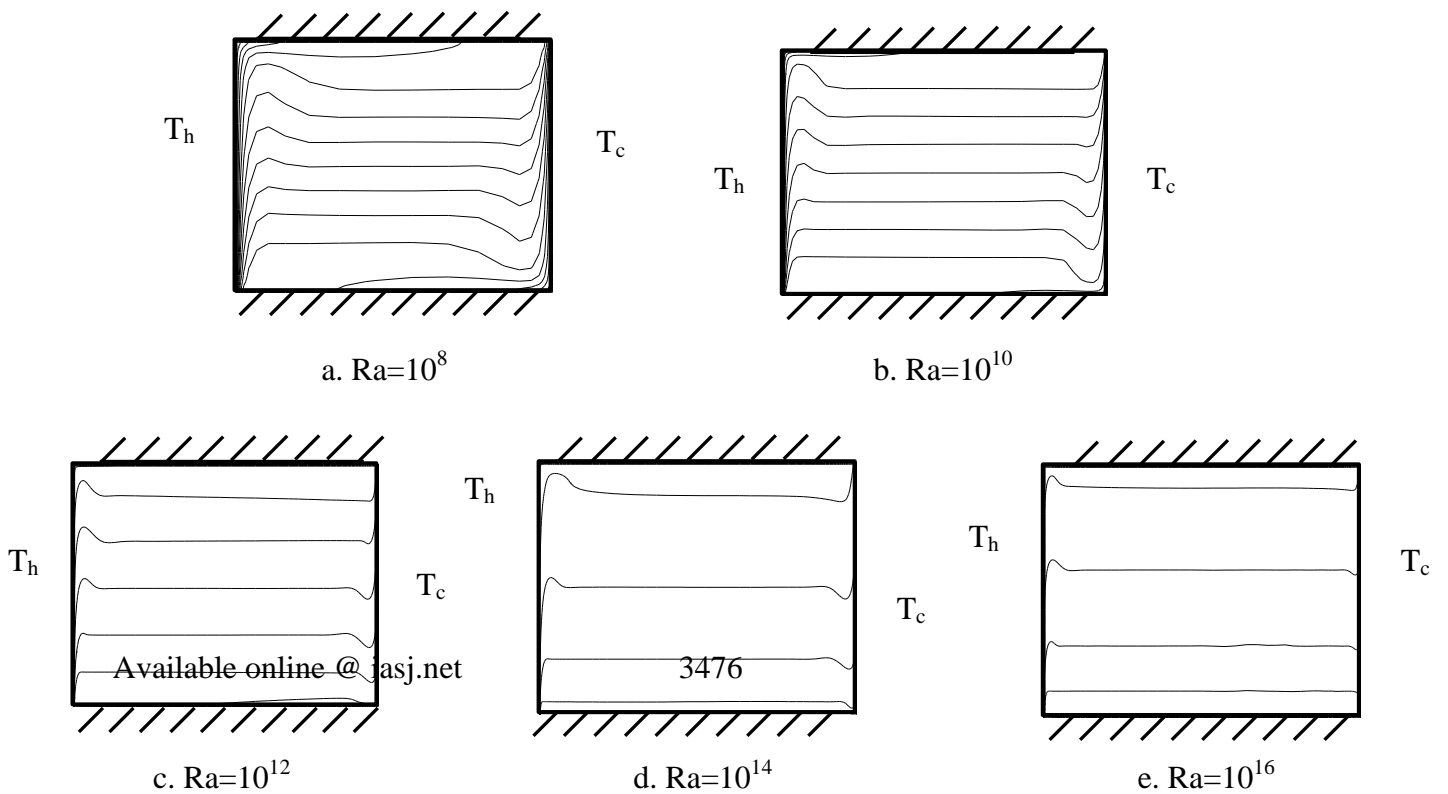 T_h
T_c
T_h
T_c
a. Ra=10^8
b. Ra=10^10
T_h
T_c
T_h
T_c
T_h
T_c
Available online @ iasj.net
3476
c. Ra=10^12
d. Ra=10^14
e. Ra=10^16